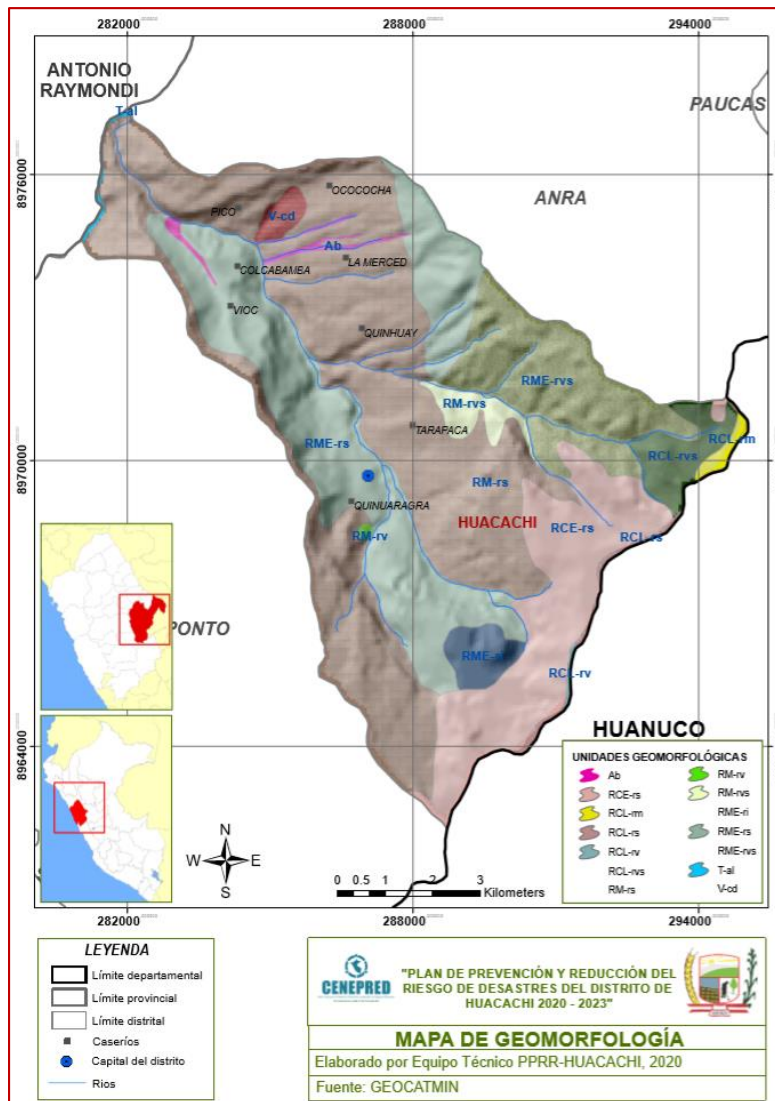 282000
288000
294000
ANTONIO
RAYMONDI
T-al
PAUCAS
8976000
8976000
OCOCOCHA
ANRA
PICO
V-cd
Ab
LA MERCED
COLCABAMBA
VIOC
QUINHUAY
RME-rvs
RM-rvs
TARAPACA
RCL-rm
RME-rs
RCL-rvs
8970000
8970000
RM-rs
QUINUARAGRA
HUACACHI
RCE-rs
RCL-rs
RM-rv
PONTO
RCL-rv
HUANUCO
8964000
8964000
UNIDADES GEOMORFOLÓGICAS
Ab
RCE-rs
RCL-rm
RCL-rs
RCL-rv
RCL-rvs
RM-rs
RM-rv
RM-rvs
RME-ri
RME-rs
RME-rvs
T-al
V-cd
N
W
E
S
0 0.5 1 2 3
Kilometers
282000
288000
294000
LEYENDA
Límite departamental
Límite provincial
Límite distrital
Caseríos
Capital del distrito
Rios
CENEPRED
"PLAN DE PREVENCIÓN Y REDUCCIÓN DEL
RIESGO DE DESASTRES DEL DISTRITO DE
HUACACHI 2020 - 2023"
MAPA DE GEOMORFOLOGÍA
Elaborado por Equipo Técnico PPRR-HUACACHI, 2020
Fuente: GEOCATMIN